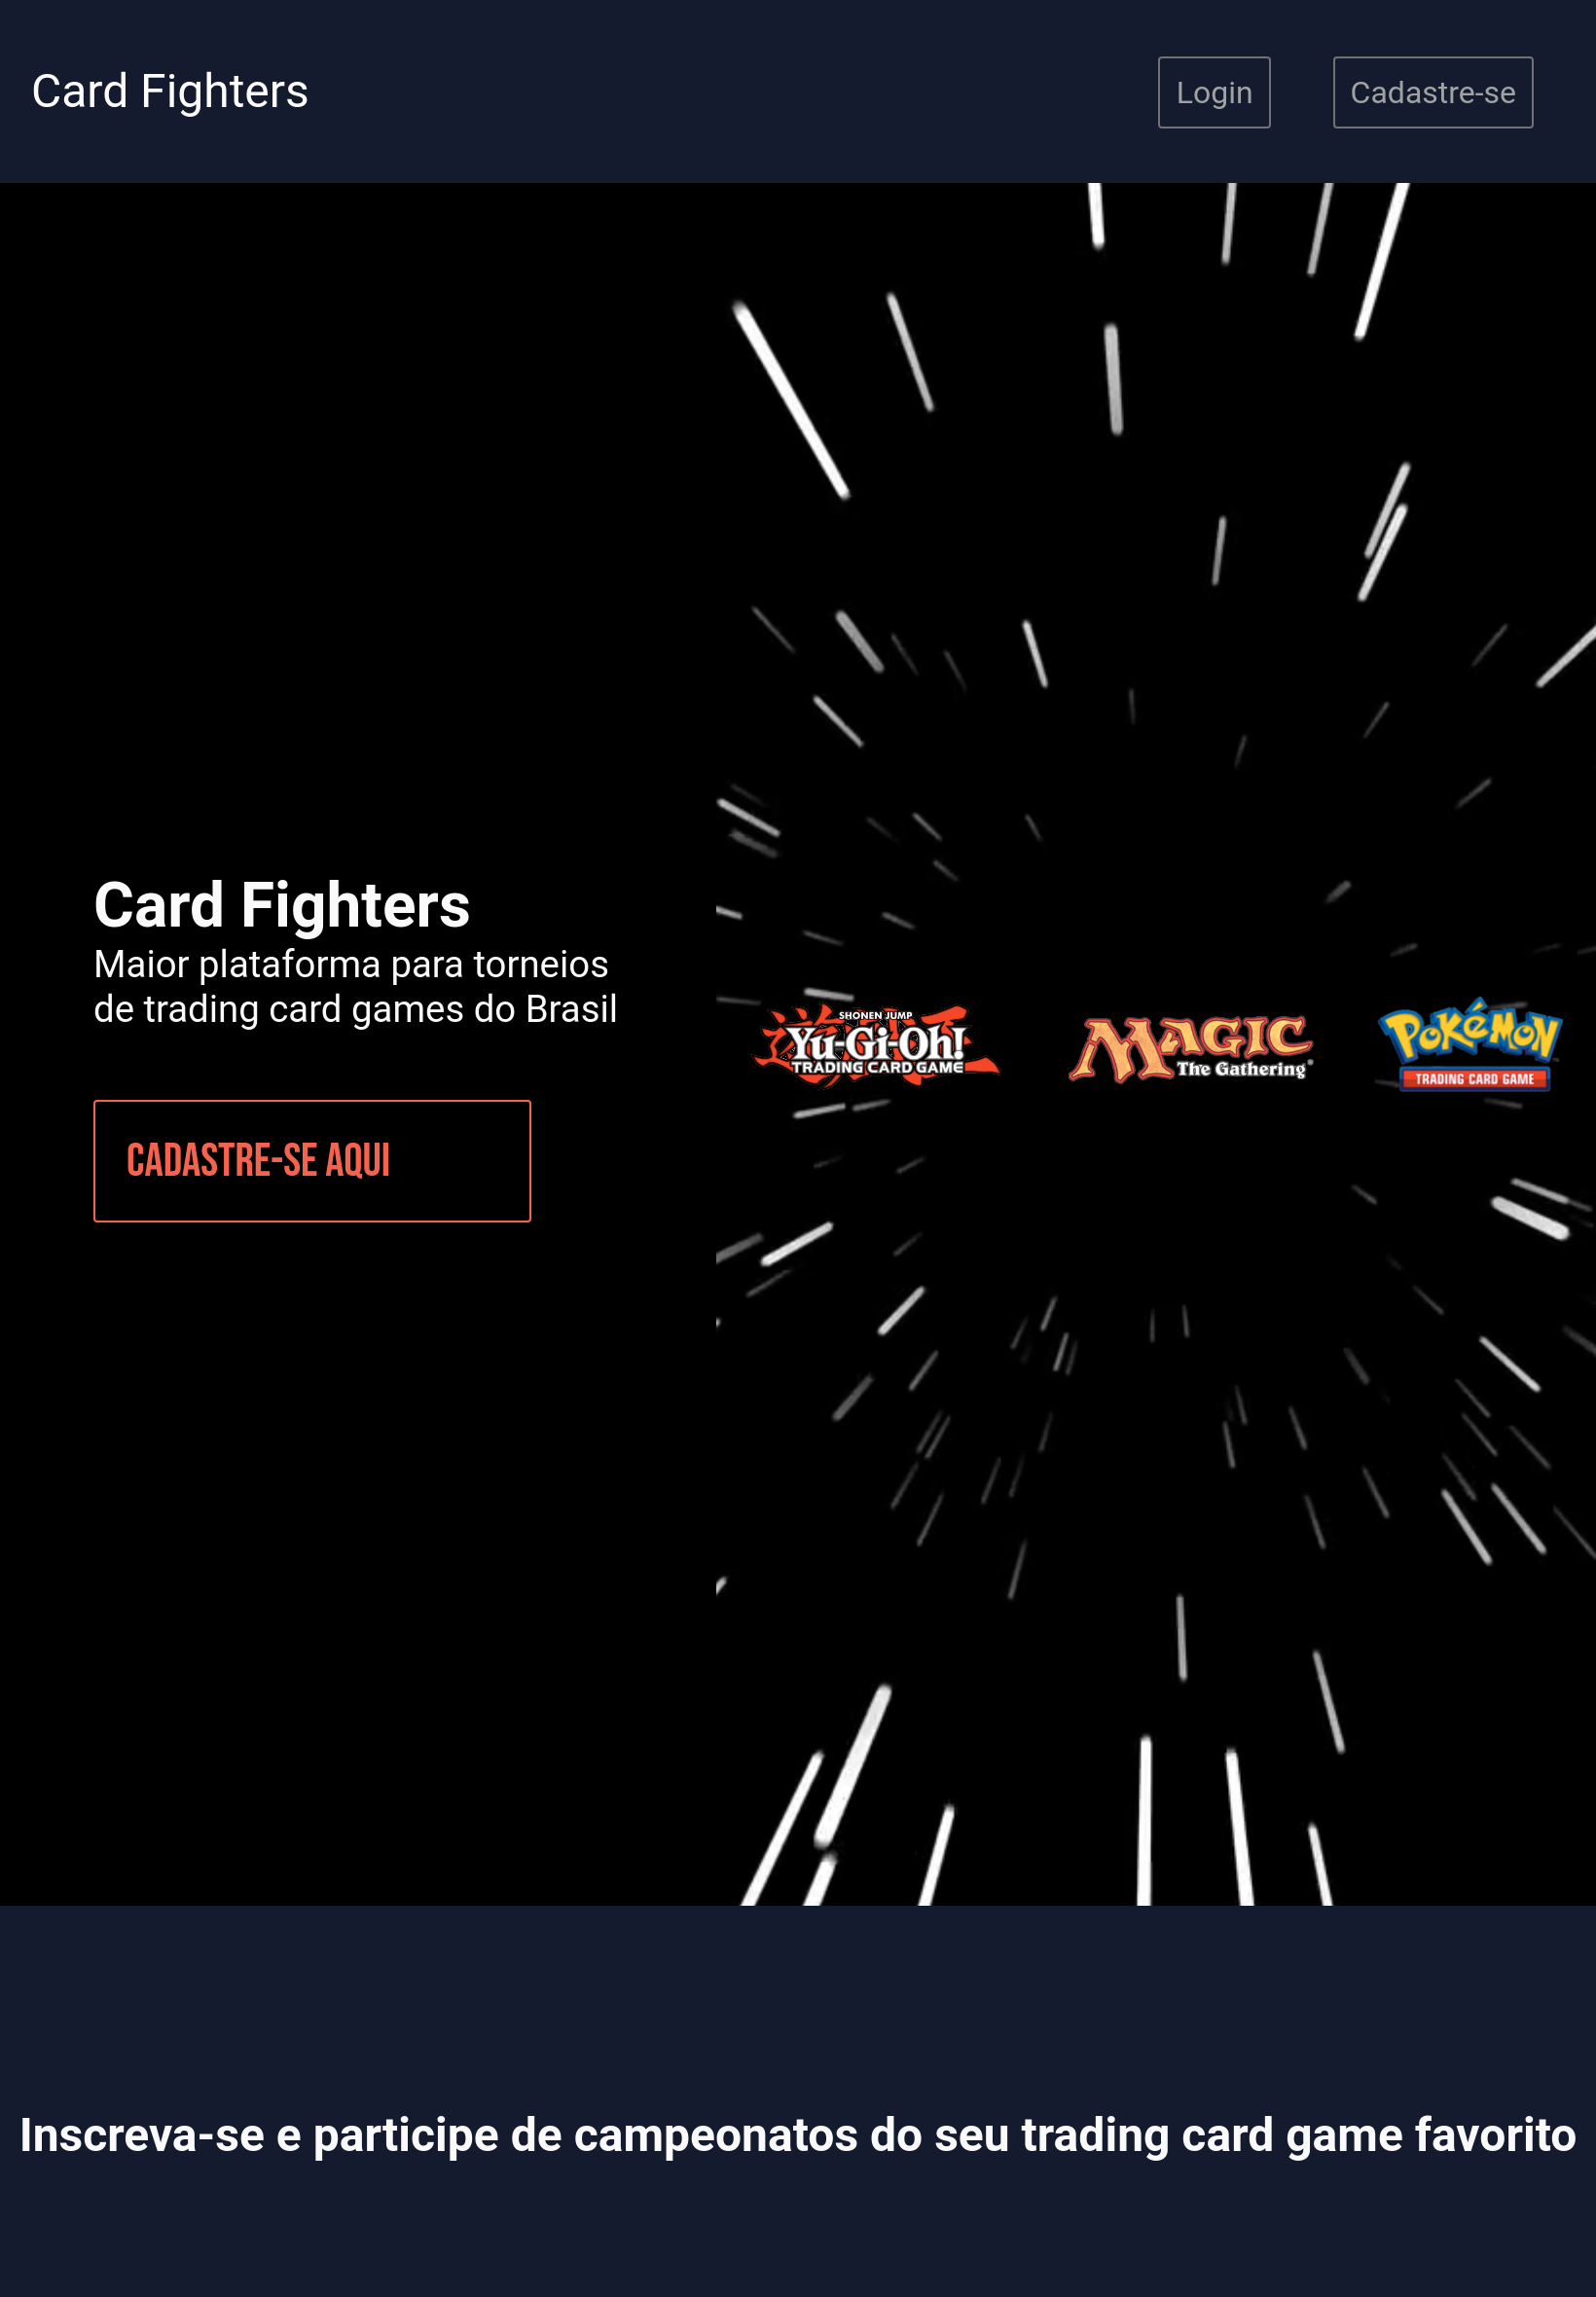 Card Fighters
Login
Cadastre-se
Card Fighters
Maior plataforma para torneios
de trading card games do Brasil
SHONEN JUMP
Yu-Gi-Oh!
TRADING CARD GAME
MAGIC
The Gathering®
POKéMON
TRADING CARD GAME
CADASTRE-SE AQUI
Inscreva-se e participe de campeonatos do seu trading card game favorito